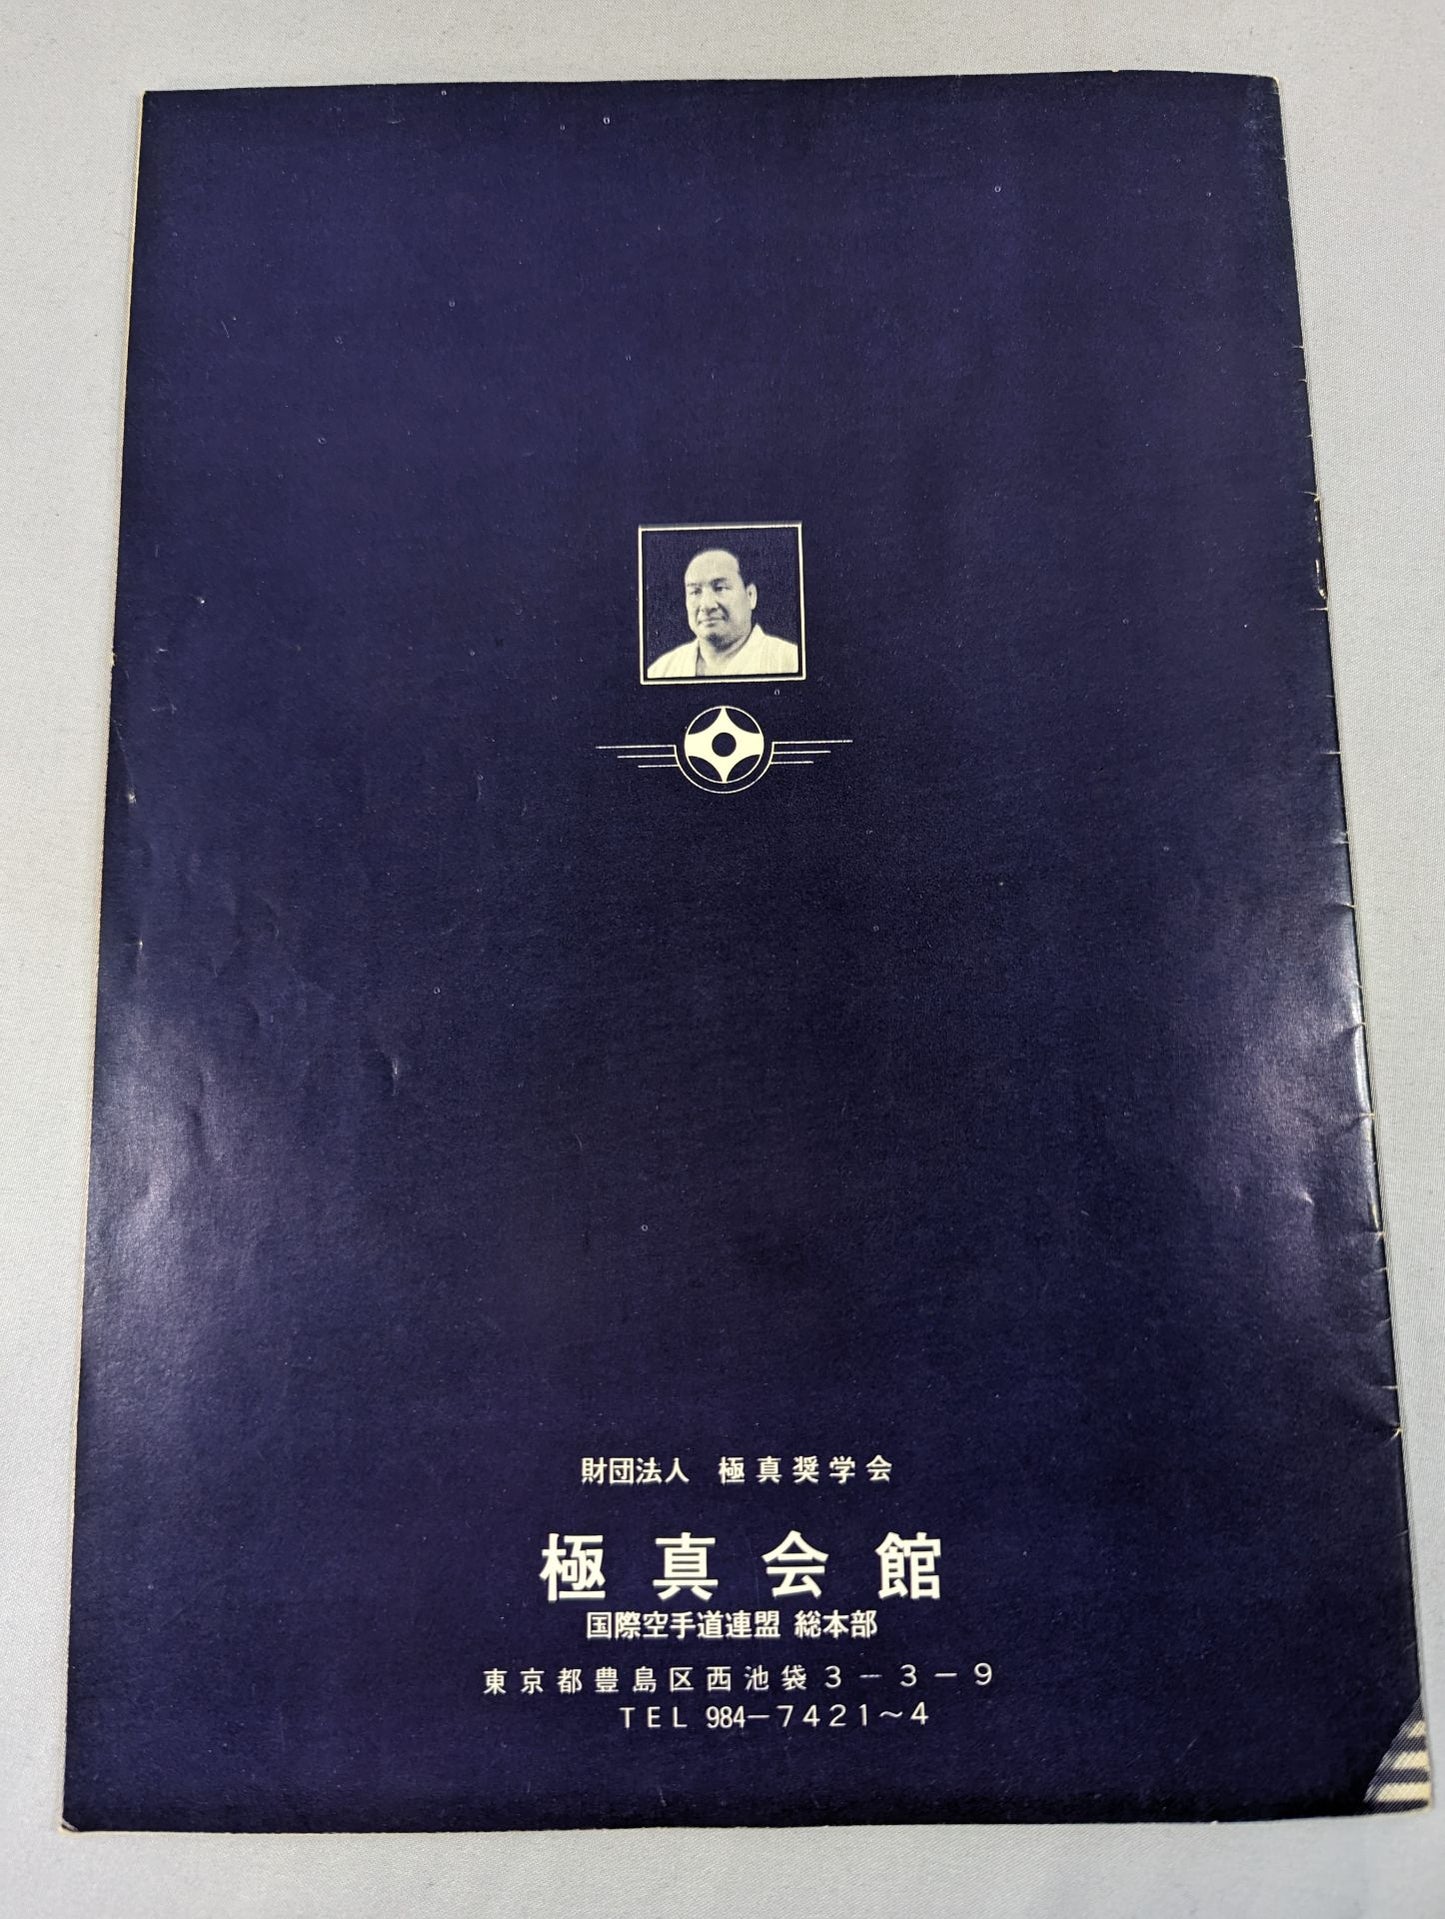 財団法人 極真奨学会
極真会館
国際空手道連盟 総本部
東京都豊島区西池袋3-3-9
TEL 984-7421~4